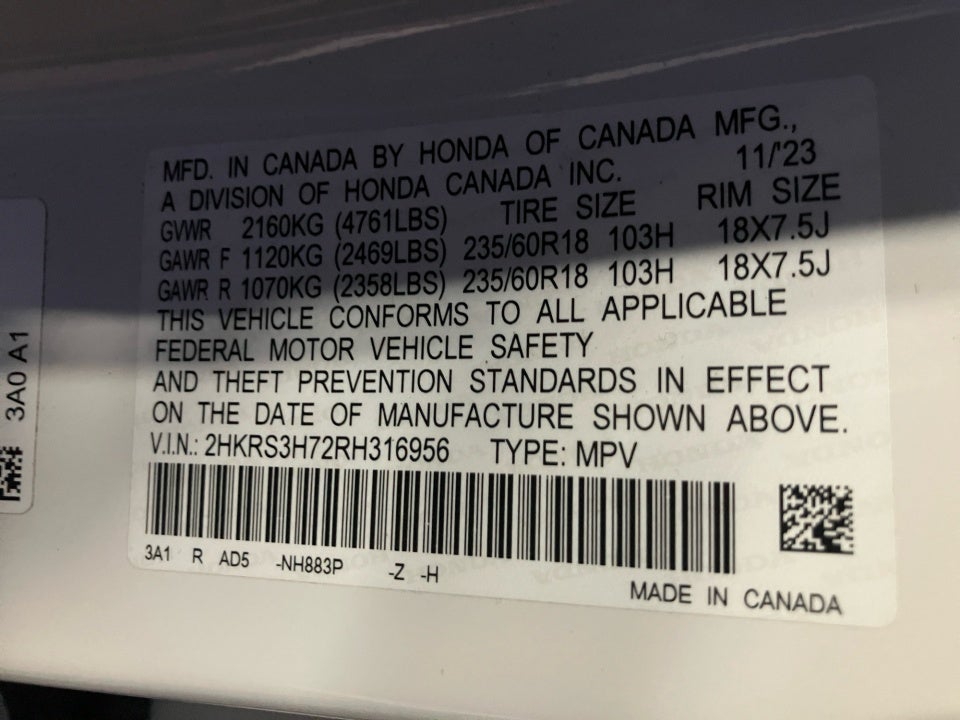 MFD. IN CANADA BY HONDA OF CANADA MFG.,
A DIVISION OF HONDA CANADA INC. 11/'23
GVWR 2160KG (4761LBS) TIRE SIZE RIM SIZE
GAWR F 1120KG (2469LBS) 235/60R18 103H 18X7.5J
GAWR R 1070KG (2358LBS) 235/60R18 103H 18X7.5J
THIS VEHICLE CONFORMS TO ALL APPLICABLE
FEDERAL MOTOR VEHICLE SAFETY
AND THEFT PREVENTION STANDARDS IN EFFECT
ON THE DATE OF MANUFACTURE SHOWN ABOVE.
V.I.N.: 2HKRS3H72RH316956 TYPE: MPV
3A1 R AD5 -NH883P -Z -H
MADE IN CANADA
3A0 A1